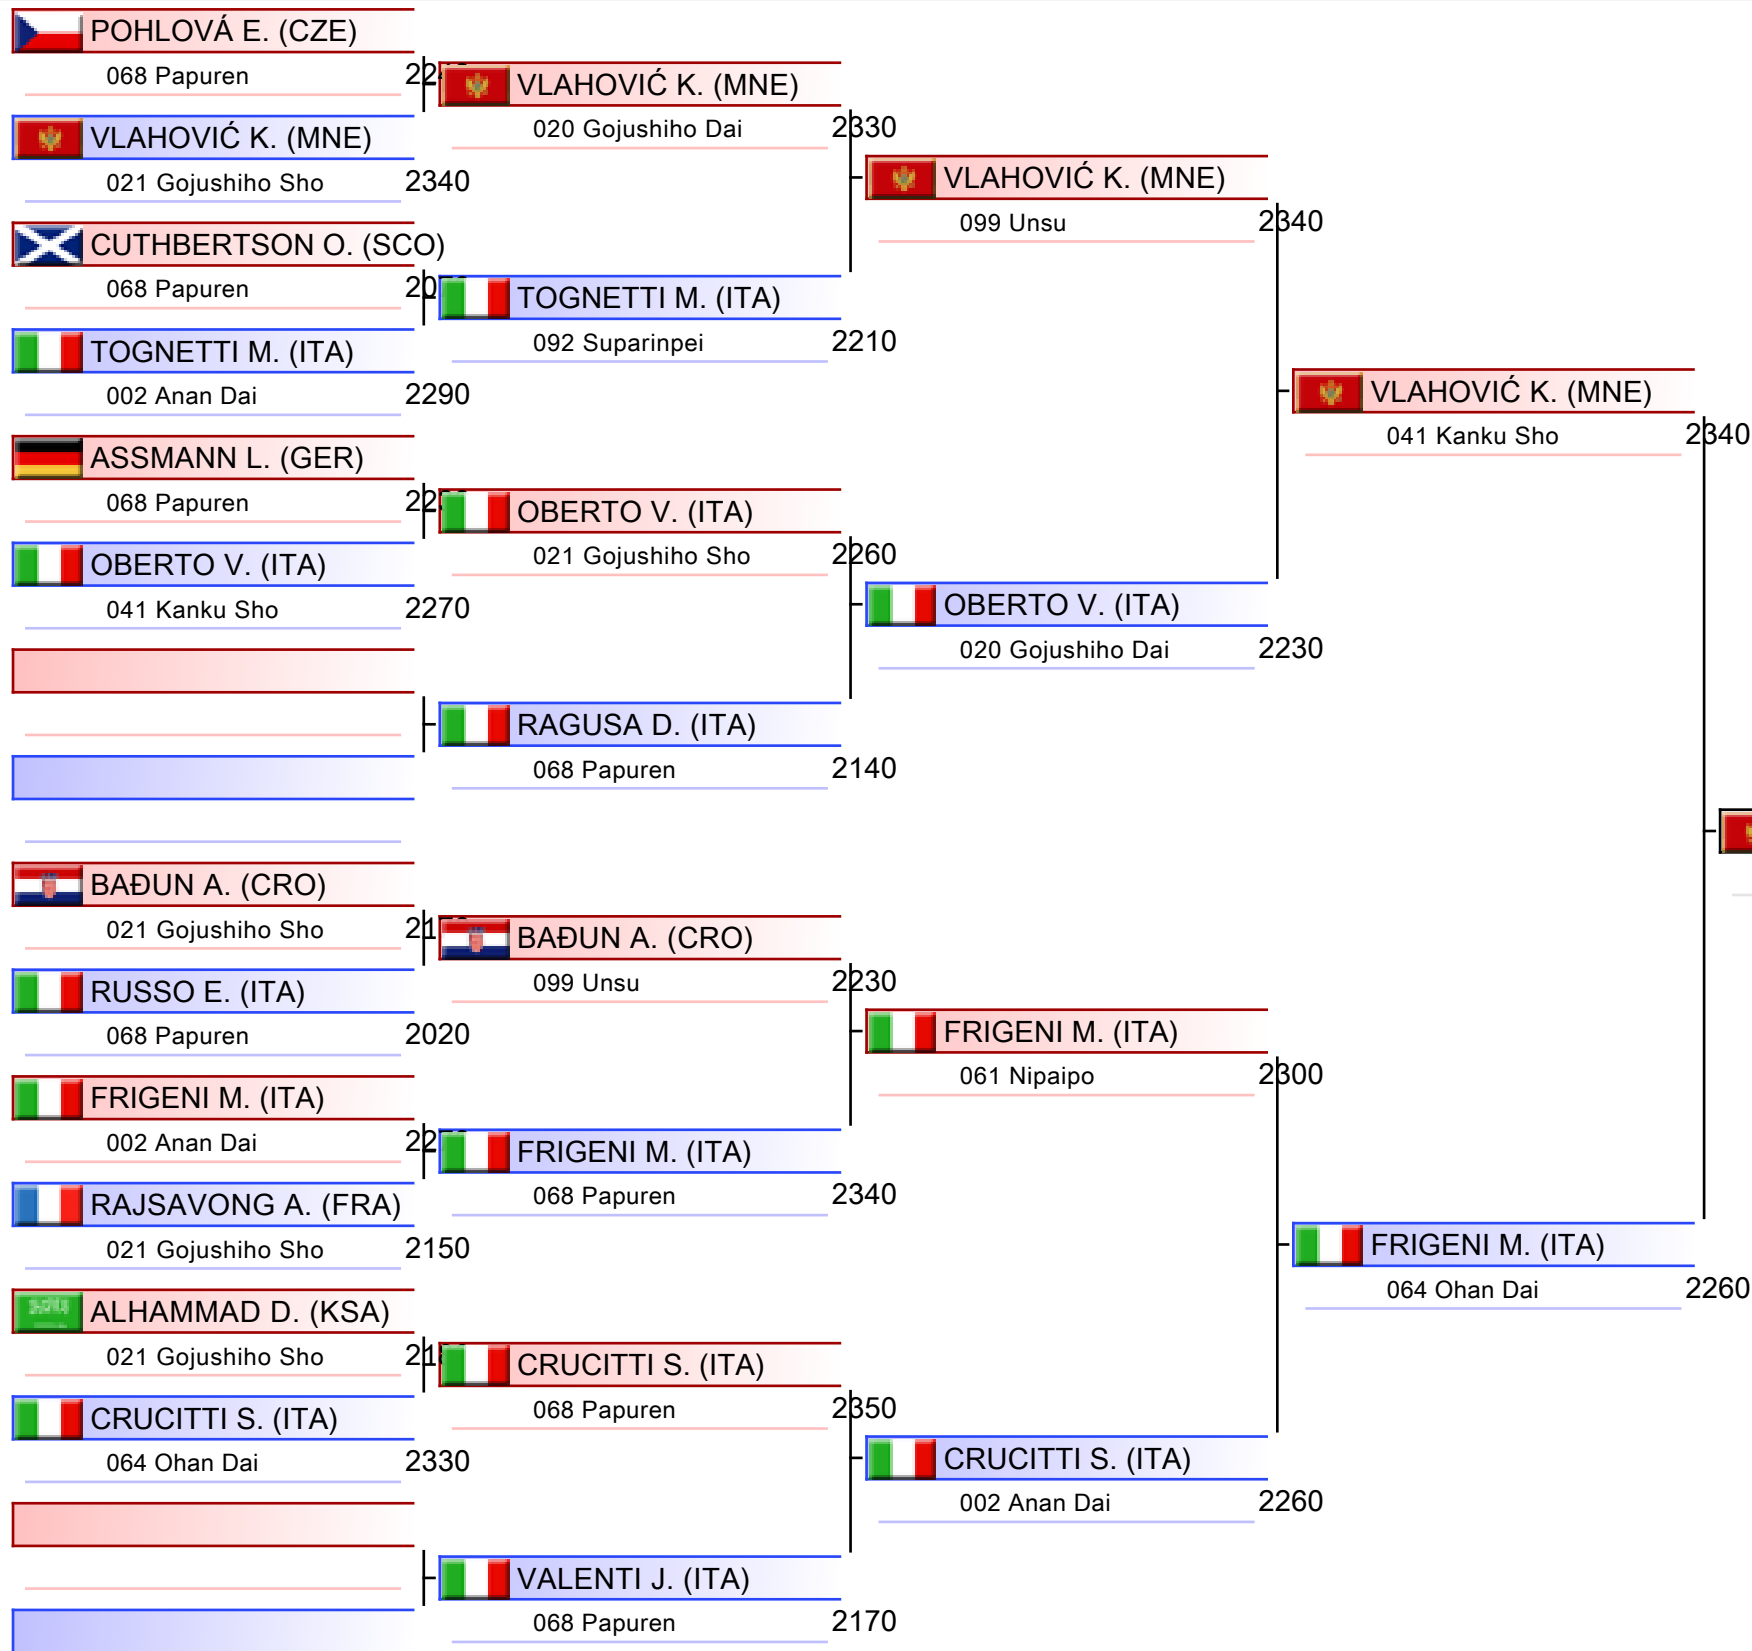 POHLOVÁ E. (CZE)
068 Papuren
VLAHOVIĆ K. (MNE)
021 Gojushiho Sho 2340
CUTHBERTSON O. (SCO)
068 Papuren
TOGNETTI M. (ITA)
002 Anan Dai 2290
ASSMANN L. (GER)
068 Papuren
OBERTO V. (ITA)
041 Kanku Sho 2270
BAĐUN A. (CRO)
021 Gojushiho Sho
RUSSO E. (ITA)
068 Papuren 2020
FRIGENI M. (ITA)
002 Anan Dai
RAJSAVONG A. (FRA)
021 Gojushiho Sho 2150
ALHAMMAD D. (KSA)
021 Gojushiho Sho
CRUCITTI S. (ITA)
064 Ohan Dai 2330
VLAHOVIĆ K. (MNE)
020 Gojushiho Dai 2330
TOGNETTI M. (ITA)
092 Suparinpei 2210
OBERTO V. (ITA)
021 Gojushiho Sho 2260
RAGUSA D. (ITA)
068 Papuren 2140
BAĐUN A. (CRO)
099 Unsu 2230
FRIGENI M. (ITA)
068 Papuren 2340
CRUCITTI S. (ITA)
068 Papuren 2350
VALENTI J. (ITA)
068 Papuren 2170
VLAHOVIĆ K. (MNE)
099 Unsu 2340
OBERTO V. (ITA)
020 Gojushiho Dai 2230
FRIGENI M. (ITA)
061 Nipaipo 2300
CRUCITTI S. (ITA)
002 Anan Dai 2260
VLAHOVIĆ K. (MNE)
041 Kanku Sho 2340
FRIGENI M. (ITA)
064 Ohan Dai 2260